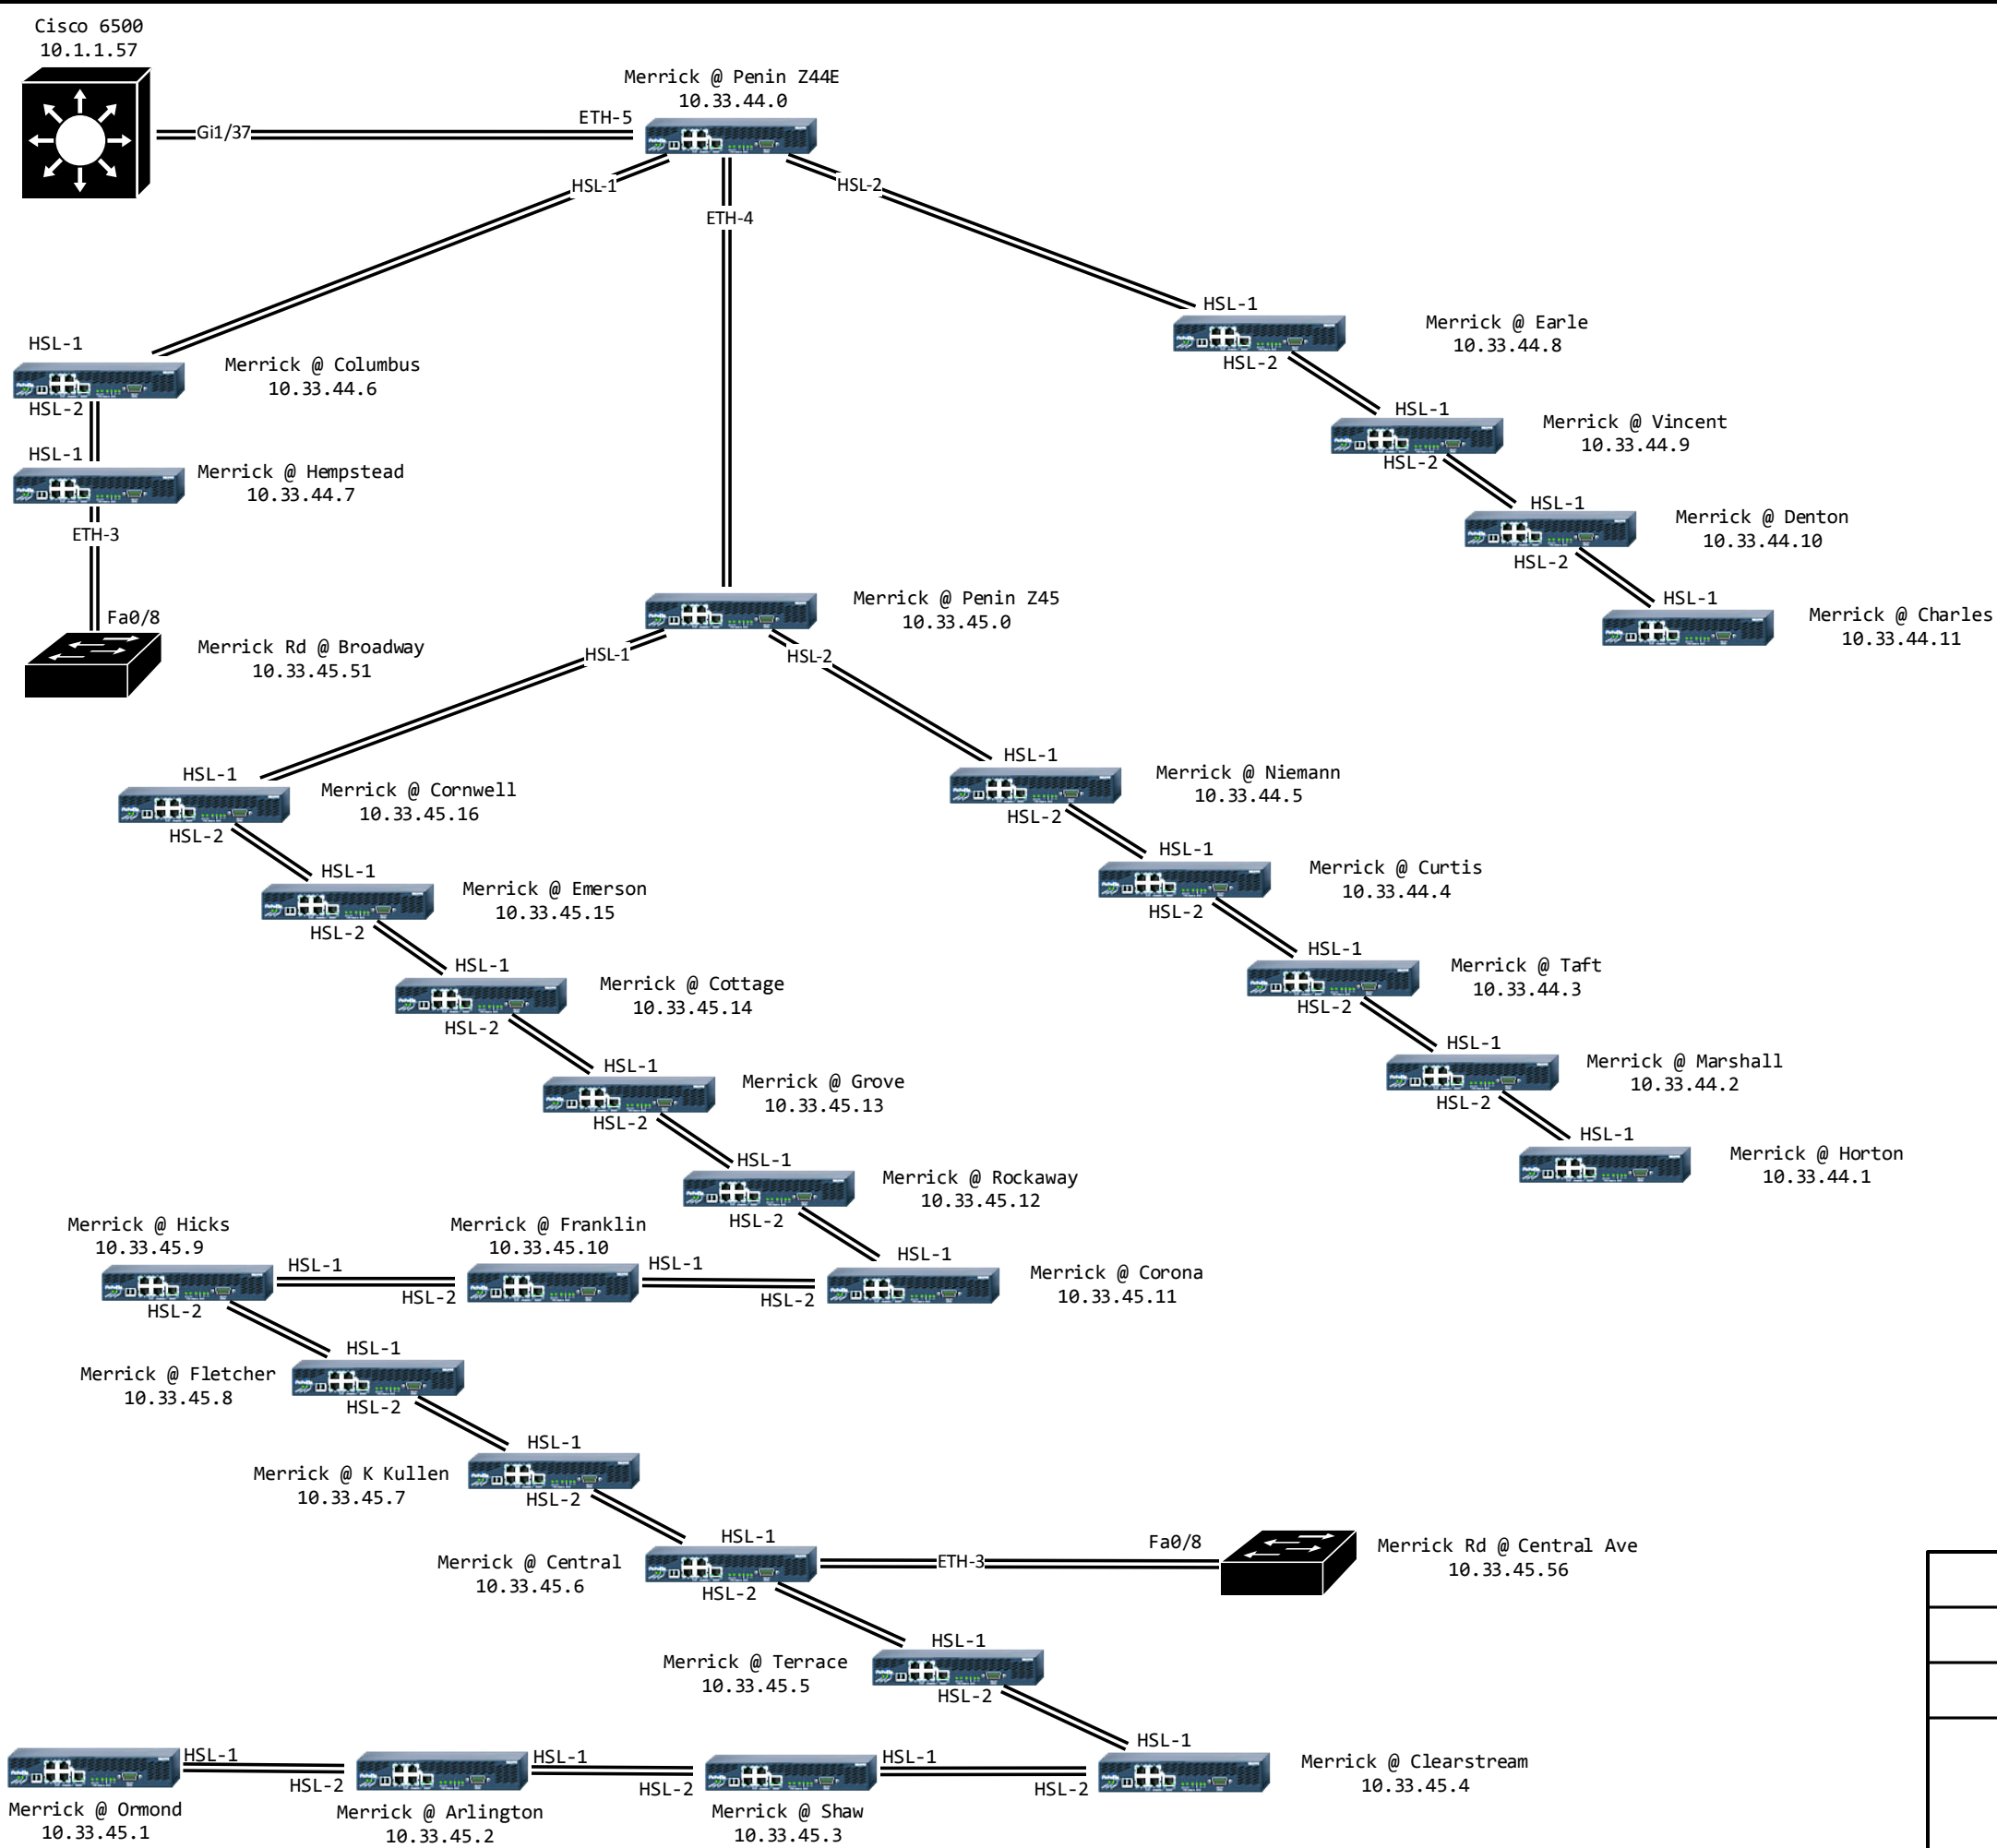 Cisco 6500
10.1.1.57
Merrick @ Penin Z44E
10.33.44.0
Gi1/37
ETH-5
HSL-1
ETH-4
HSL-2
HSL-1
Merrick @ Columbus
10.33.44.6
HSL-2
HSL-1
Merrick @ Hempstead
10.33.44.7
ETH-3
Fa0/8
Merrick Rd @ Broadway
10.33.45.51
HSL-1
Merrick @ Earle
10.33.44.8
HSL-2
HSL-1
Merrick @ Vincent
10.33.44.9
HSL-2
HSL-1
Merrick @ Denton
10.33.44.10
HSL-2
HSL-1
Merrick @ Charles
10.33.44.11
Merrick @ Penin Z45
10.33.45.0
HSL-1
HSL-2
HSL-1
Merrick @ Cornwell
10.33.45.16
HSL-2
HSL-1
Merrick @ Emerson
10.33.45.15
HSL-2
HSL-1
Merrick @ Cottage
10.33.45.14
HSL-2
HSL-1
Merrick @ Grove
10.33.45.13
HSL-2
HSL-1
Merrick @ Rockaway
10.33.45.12
HSL-2
HSL-1
Merrick @ Corona
10.33.45.11
HSL-2
HSL-1
Merrick @ Niemann
10.33.44.5
HSL-2
HSL-1
Merrick @ Curtis
10.33.44.4
HSL-2
HSL-1
Merrick @ Taft
10.33.44.3
HSL-2
HSL-1
Merrick @ Marshall
10.33.44.2
HSL-2
HSL-1
Merrick @ Horton
10.33.44.1
Merrick @ Franklin
10.33.45.10
HSL-1
HSL-2
Merrick @ Hicks
10.33.45.9
HSL-1
HSL-2
HSL-1
Merrick @ Fletcher
10.33.45.8
HSL-2
HSL-1
Merrick @ K Kullen
10.33.45.7
HSL-2
HSL-1
Merrick @ Central
10.33.45.6
HSL-2
ETH-3
Fa0/8
Merrick Rd @ Central Ave
10.33.45.56
HSL-1
Merrick @ Terrace
10.33.45.5
HSL-2
HSL-1
Merrick @ Clearstream
10.33.45.4
HSL-2
HSL-1
Merrick @ Shaw
10.33.45.3
HSL-2
HSL-1
Merrick @ Arlington
10.33.45.2
HSL-2
HSL-1
Merrick @ Ormond
10.33.45.1